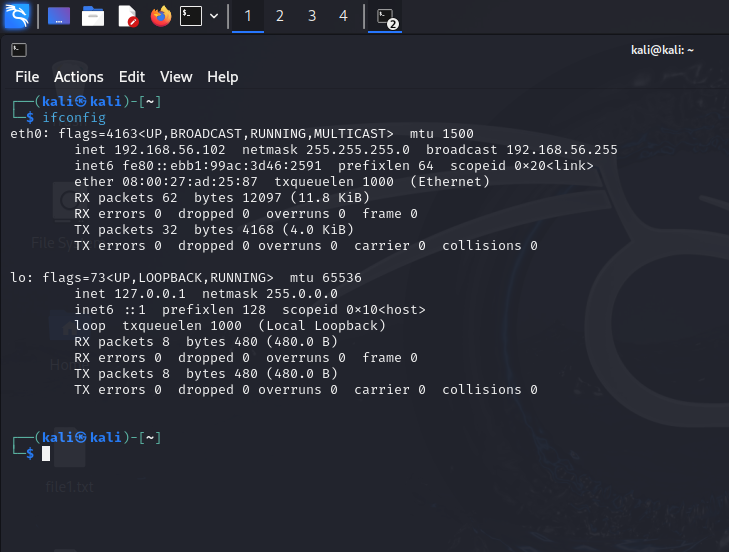 1 2 3 4 2
kali@kali: ~
File Actions Edit View Help
┌──(kali㉿kali)-[~]
└─$ ifconfig
eth0: flags=4163<UP,BROADCAST,RUNNING,MULTICAST>  mtu 1500
        inet 192.168.56.102  netmask 255.255.255.0  broadcast 192.168.56.255
        inet6 fe80::ebb1:99ac:3d46:2591  prefixlen 64  scopeid 0×20<link>
        ether 08:00:27:ad:25:87  txqueuelen 1000  (Ethernet)
        RX packets 62  bytes 12097 (11.8 KiB)
        RX errors 0  dropped 0  overruns 0  frame 0
        TX packets 32  bytes 4168 (4.0 KiB)
        TX errors 0  dropped 0 overruns 0  carrier 0  collisions 0
File Sys
lo: flags=73<UP,LOOPBACK,RUNNING>  mtu 65536
        inet 127.0.0.1  netmask 255.0.0.0
        inet6 ::1  prefixlen 128  scopeid 0×10<host>
        loop  txqueuelen 1000  (Local Loopback)
        RX packets 8  bytes 480 (480.0 B)
        RX errors 0  dropped 0  overruns 0  frame 0
        TX packets 8  bytes 480 (480.0 B)
        TX errors 0  dropped 0 overruns 0  carrier 0  collisions 0
┌──(kali㉿kali)-[~]
└─$
file1.txt